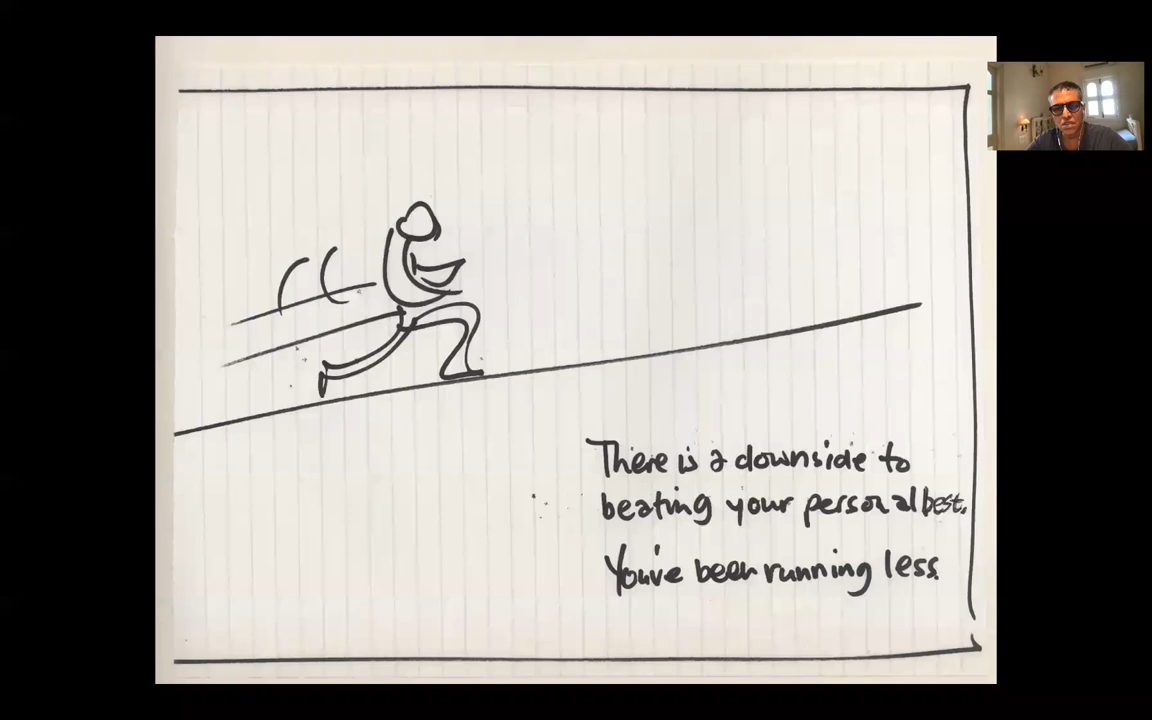 There is a downside to
beating your personal best.
You've been running less.